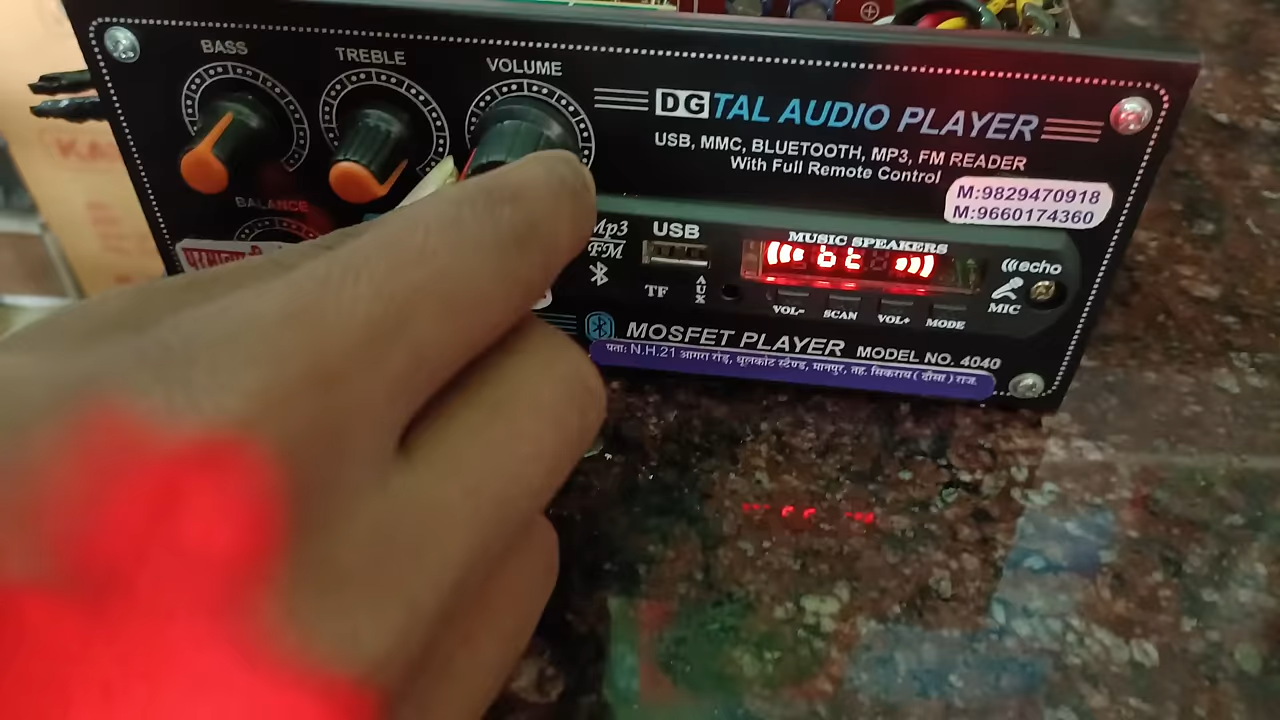 BASS
TREBLE
VOLUME
BALANCE
DGTAL AUDIO PLAYER
USB, MMC, BLUETOOTH, MP3, FM READER
With Full Remote Control
M:9829470918
M:9660174360
Mp3
FM
USB
TF
AUX
MUSIC SPEAKERS
bt
echo
MIC
VOL-
SCAN
VOL+
MODE
MOSFET PLAYER MODEL NO. 4040
पता: N.H.21 आगरा रोड़, धूलकोट स्टैण्ड, मानपुर, तह. सिकराय ( दौसा ) राज.